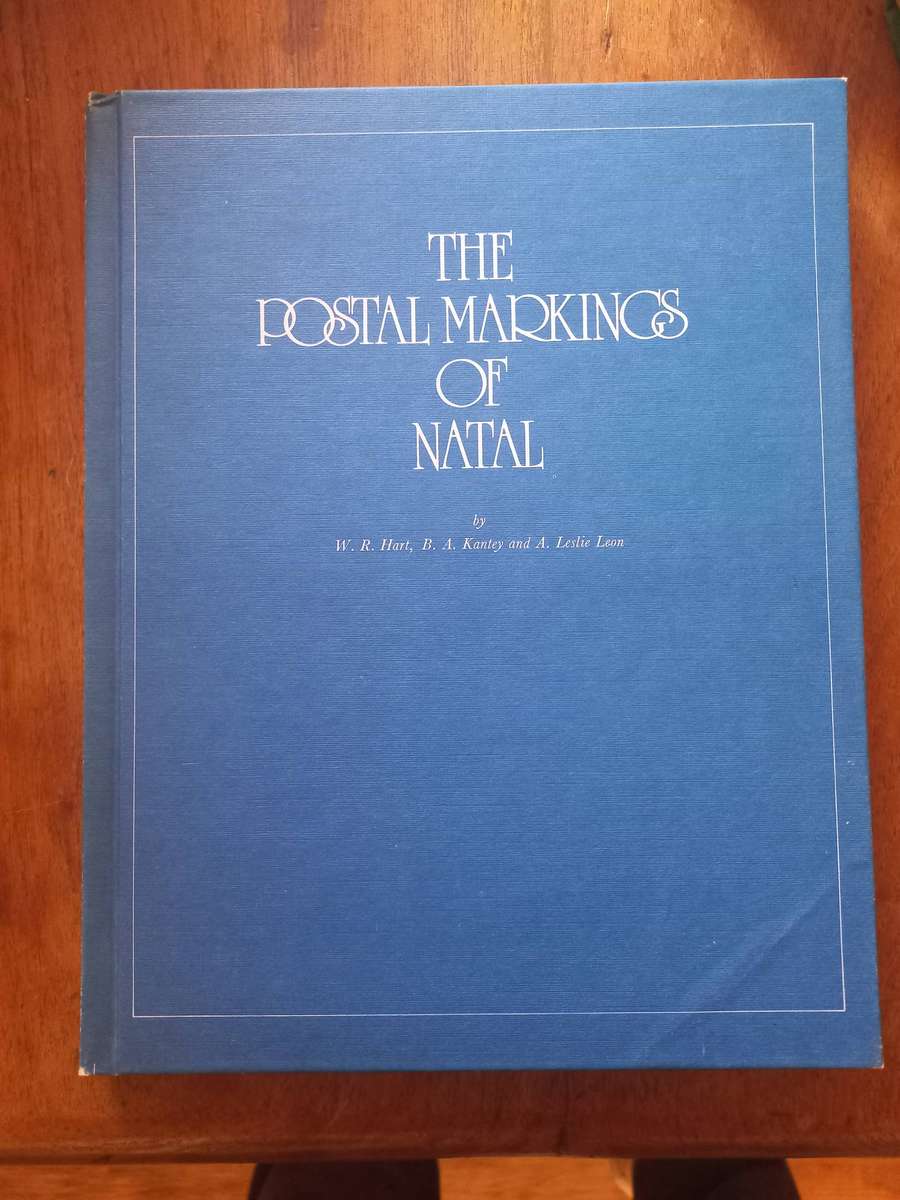 THE
POSTAL MARKINGS
OF
NATAL
by
W. R. Hart, B. A. Kantey and A. Leslie Leon